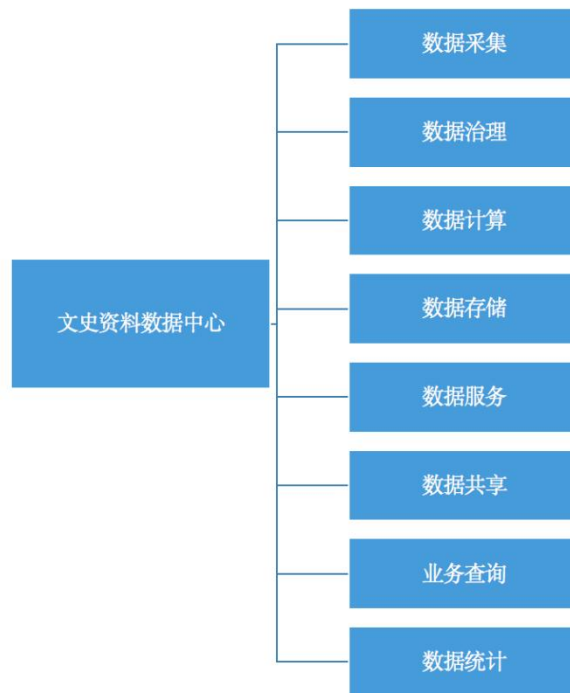 文史资料数据中心
数据采集
数据治理
数据计算
数据存储
数据服务
数据共享
业务查询
数据统计